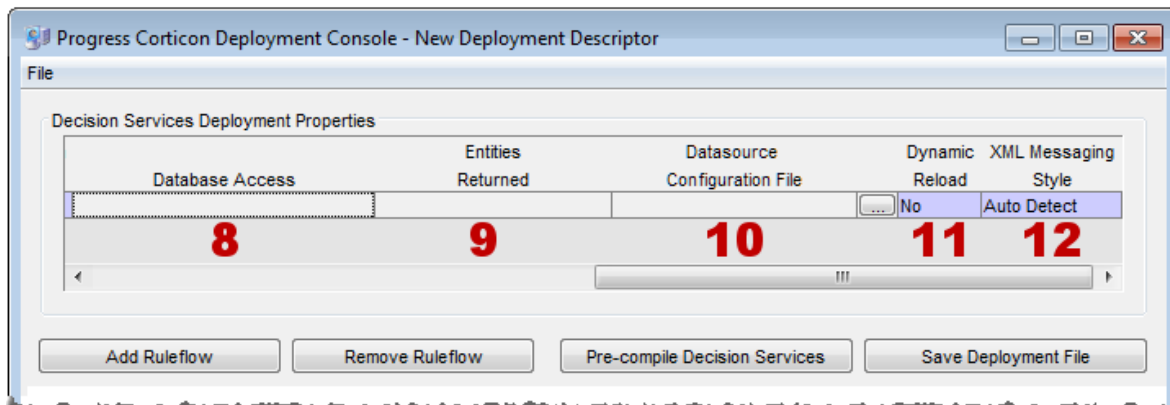 Progress Corticon Deployment Console - New Deployment Descriptor
File
Decision Services Deployment Properties
Database Access
Entities Returned
Datasource Configuration File
Dynamic Reload
XML Messaging Style
...
No
Auto Detect
8
9
10
11
12
Add Ruleflow
Remove Ruleflow
Pre-compile Decision Services
Save Deployment File